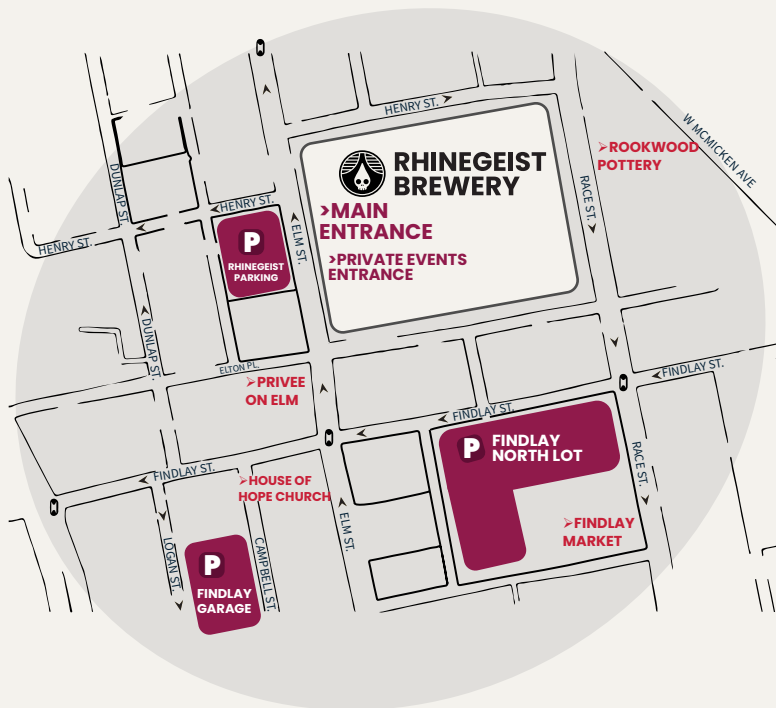 HENRY ST.
W MCMICKEN AVE
➢ROOKWOOD
POTTERY
RHINEGEIST
BREWERY
>MAIN
ENTRANCE
>PRIVATE EVENTS
ENTRANCE
RACE ST.
DUNLAP ST.
HENRY ST.
HENRY ST.
ELM ST.
P
RHINEGEIST
PARKING
DUNLAP ST.
ELTON PL.
➢PRIVEE
ON ELM
FINDLAY ST.
FINDLAY ST.
P
FINDLAY
NORTH LOT
RACE ST.
FINDLAY ST.
➢HOUSE OF
HOPE CHURCH
➢FINDLAY
MARKET
ELM ST.
LOGAN ST.
CAMPBELL ST.
P
FINDLAY
GARAGE